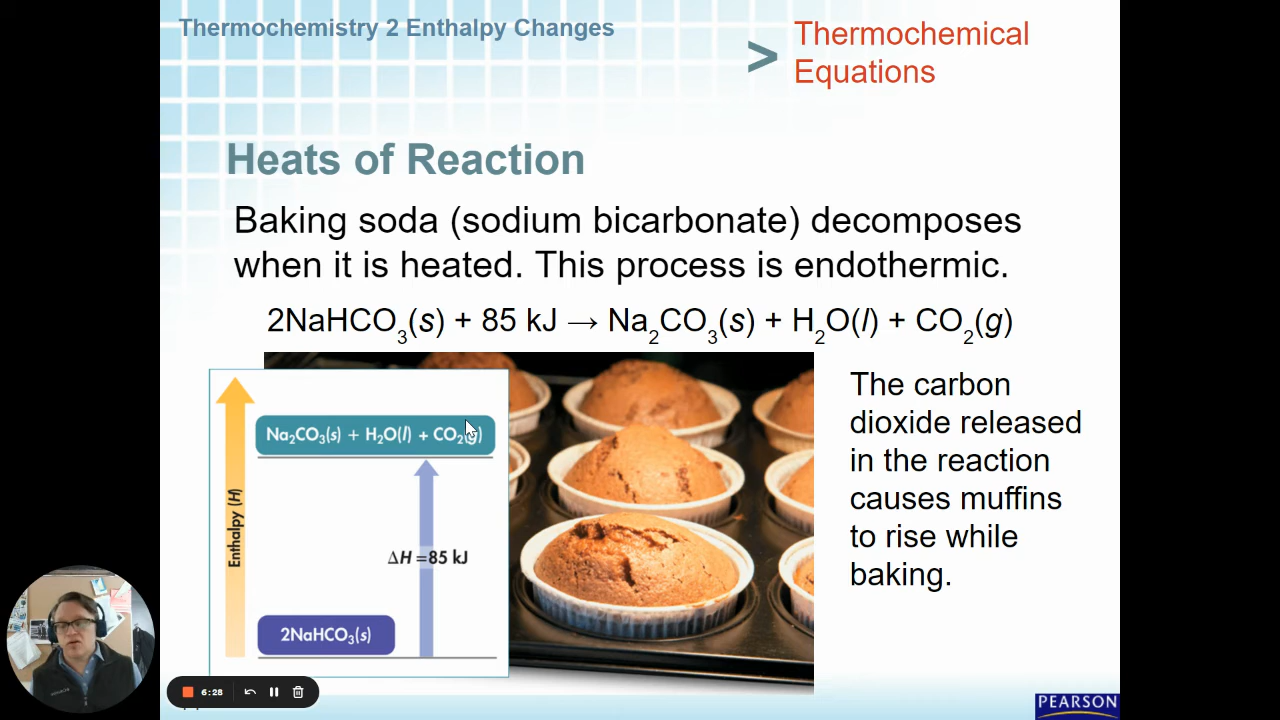 Thermochemistry 2 Enthalpy Changes
> Thermochemical
Equations
Heats of Reaction
Baking soda (sodium bicarbonate) decomposes
when it is heated. This process is endothermic.
2NaHCO₃(s) + 85 kJ → Na₂CO₃(s) + H₂O(l) + CO₂(g)
Enthalpy (H)
Na₂CO₃(s) + H₂O(l) + CO₂(g)
ΔH =85 kJ
2NaHCO₃(s)
The carbon
dioxide released
in the reaction
causes muffins
to rise while
baking.
6:28
PEARSON